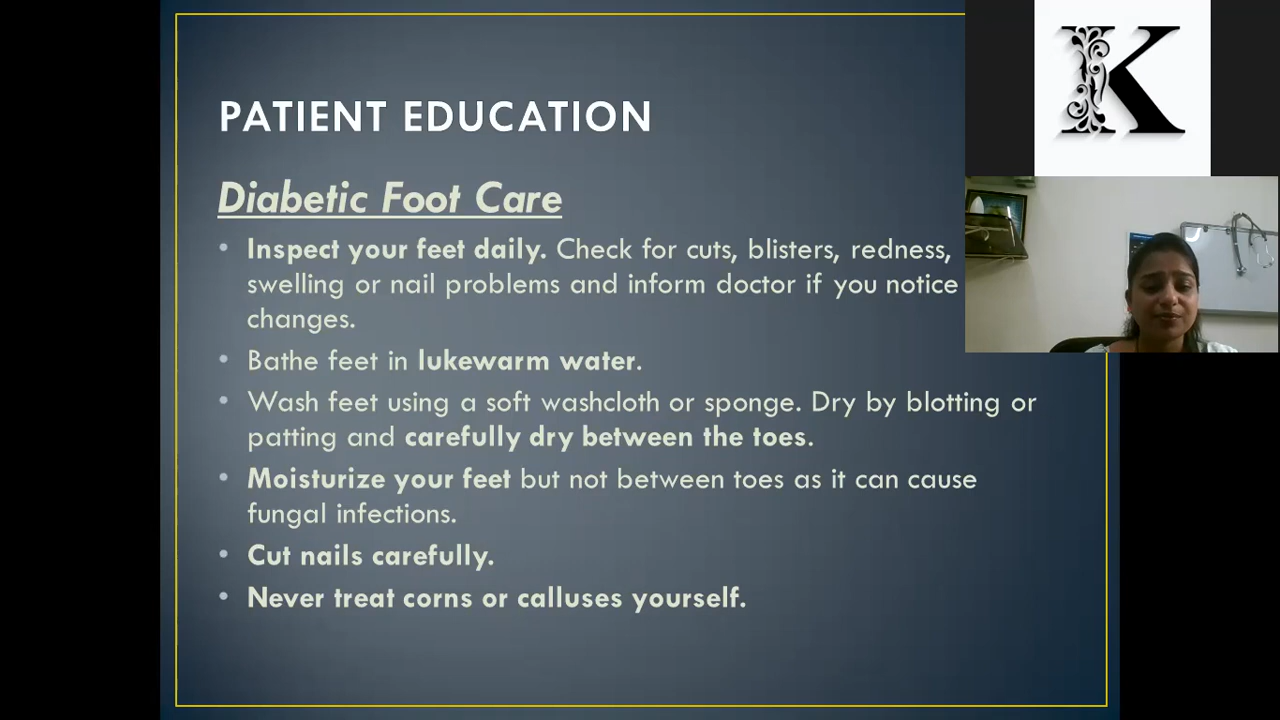 PATIENT EDUCATION
Diabetic Foot Care
• Inspect your feet daily. Check for cuts, blisters, redness,
swelling or nail problems and inform doctor if you notice
changes.
• Bathe feet in lukewarm water.
• Wash feet using a soft washcloth or sponge. Dry by blotting or
patting and carefully dry between the toes.
• Moisturize your feet but not between toes as it can cause
fungal infections.
• Cut nails carefully.
• Never treat corns or calluses yourself.
K